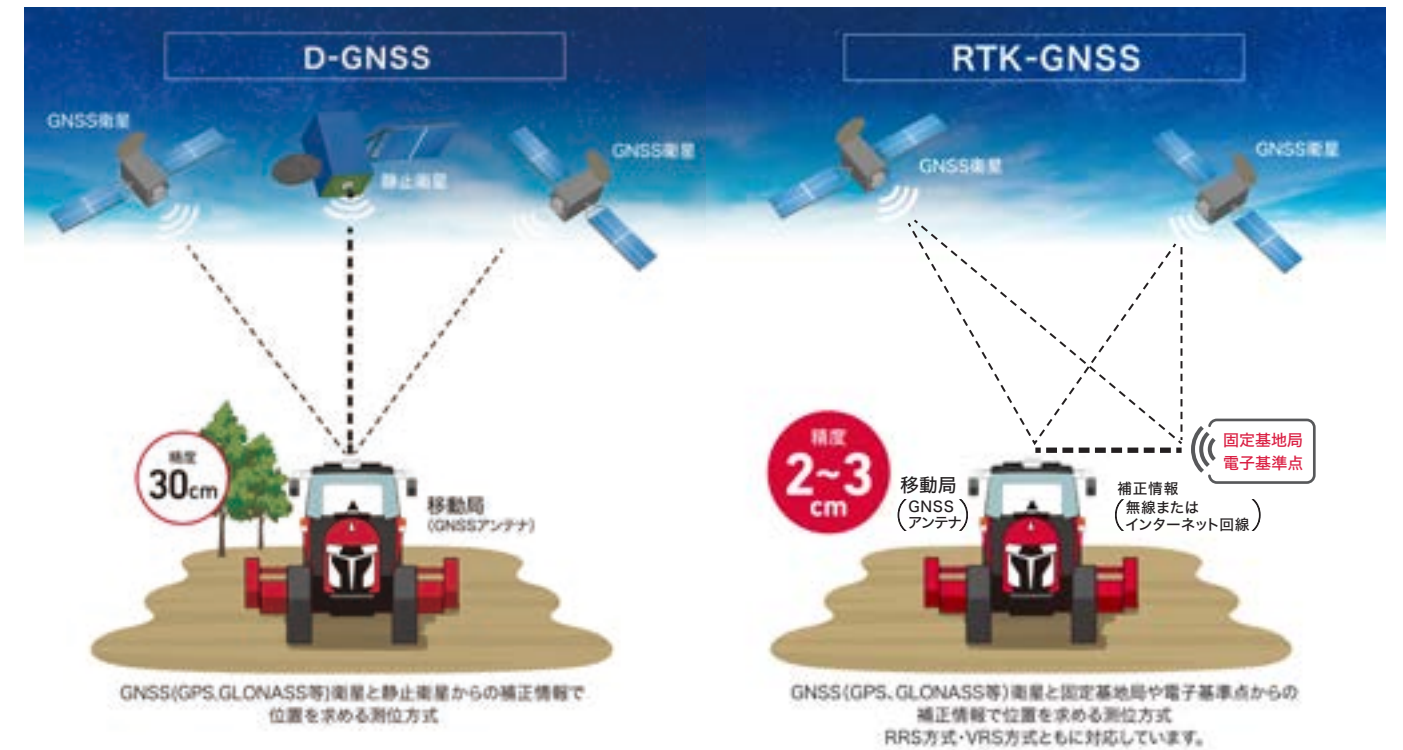 D-GNSS
GNSS衛星
静止衛星
GNSS衛星
精度
30cm
移動局
(GNSSアンテナ)
GNSS(GPS,GLONASS等)衛星と静止衛星からの補正情報で
位置を求める測位方式
RTK-GNSS
GNSS衛星
GNSS衛星
精度
2~3
cm
移動局
(GNSS
アンテナ)
固定基地局
電子基準点
補正情報
(無線または
インターネット回線)
GNSS(GPS、GLONASS等)衛星と固定基地局や電子基準点からの
補正情報で位置を求める測位方式
RRS方式・VRS方式ともに対応しています。